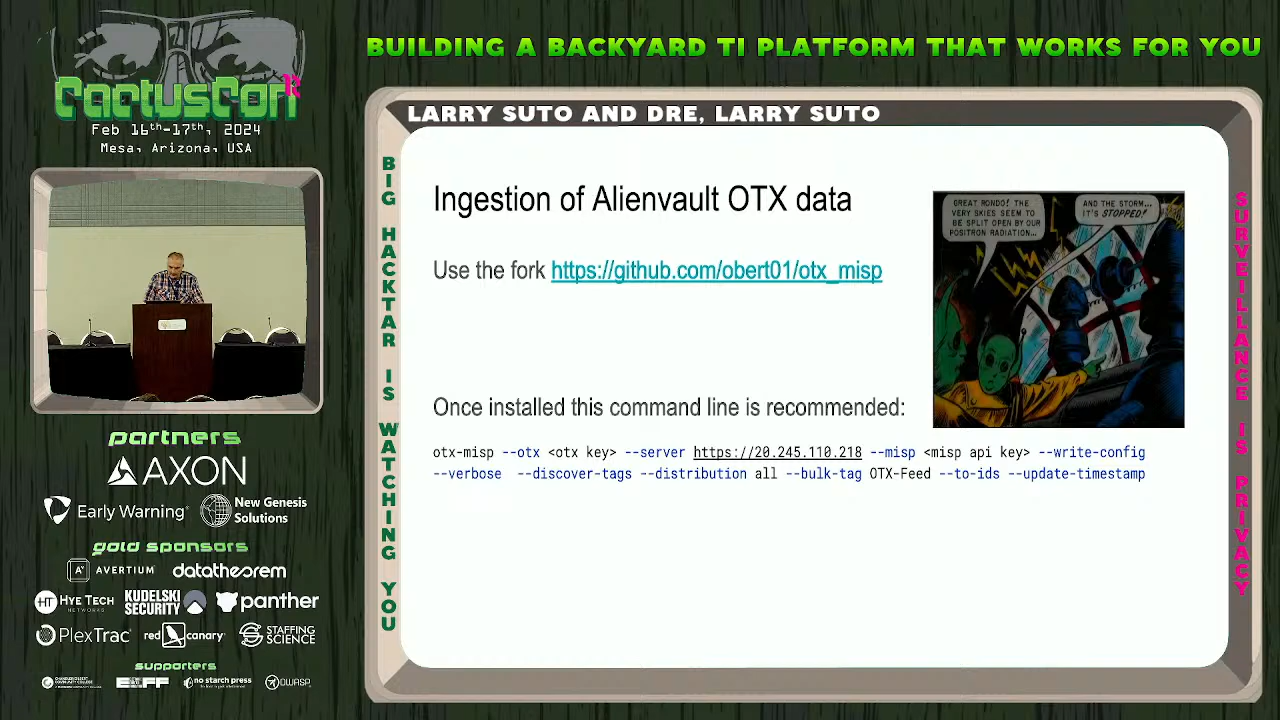 BUILDING A BACKYARD TI PLATFORM THAT WORKS FOR YOU
CactusCon
Feb 16th-17th, 2024
Mesa, Arizona, USA
LARRY SUTO AND DRE, LARRY SUTO
BIG HACKTAR IS WATCHING YOU
Ingestion of Alienvault OTX data
Use the fork https://github.com/obert01/otx_misp
GREAT RONDO! THE
VERY SKIES SEEM TO
BE SPLIT OPEN BY OUR
POSITRON RADIATION...
AND THE STORM...
IT'S STOPPED!
Once installed this command line is recommended:
otx-misp --otx <otx key> --server https://20.245.110.218 --misp <misp api key> --write-config
--verbose --discover-tags --distribution all --bulk-tag OTX-Feed --to-ids --update-timestamp
SURVEILLANCE IS PRIVACY
partners
AXON
Early Warning
New Genesis
Solutions
gold sponsors
AVERTIUM
datatheorem
HYE TECH
NETWORKS
KUDELSKI
SECURITY
panther
PlexTrac
red canary
STAFFING
SCIENCE
supporters
EFF
no starch press
OWASP